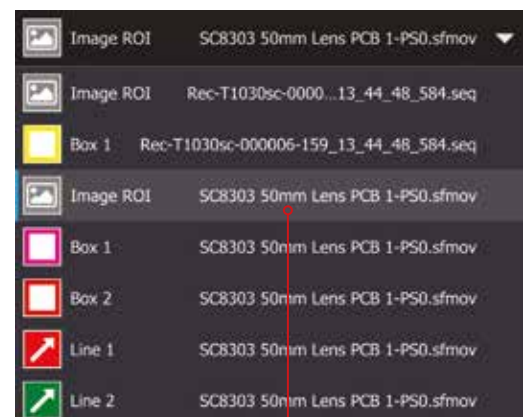 Image ROI SC8303 50mm Lens PCB 1-PS0.sfmov
Image ROI Rec-T1030sc-0000...13_44_48_584.seq
Box 1 Rec-T1030sc-000006-159_13_44_48_584.seq
Image ROI SC8303 50mm Lens PCB 1-PS0.sfmov
Box 1 SC8303 50mm Lens PCB 1-PS0.sfmov
Box 2 SC8303 50mm Lens PCB 1-PS0.sfmov
Line 1 SC8303 50mm Lens PCB 1-PS0.sfmov
Line 2 SC8303 50mm Lens PCB 1-PS0.sfmov